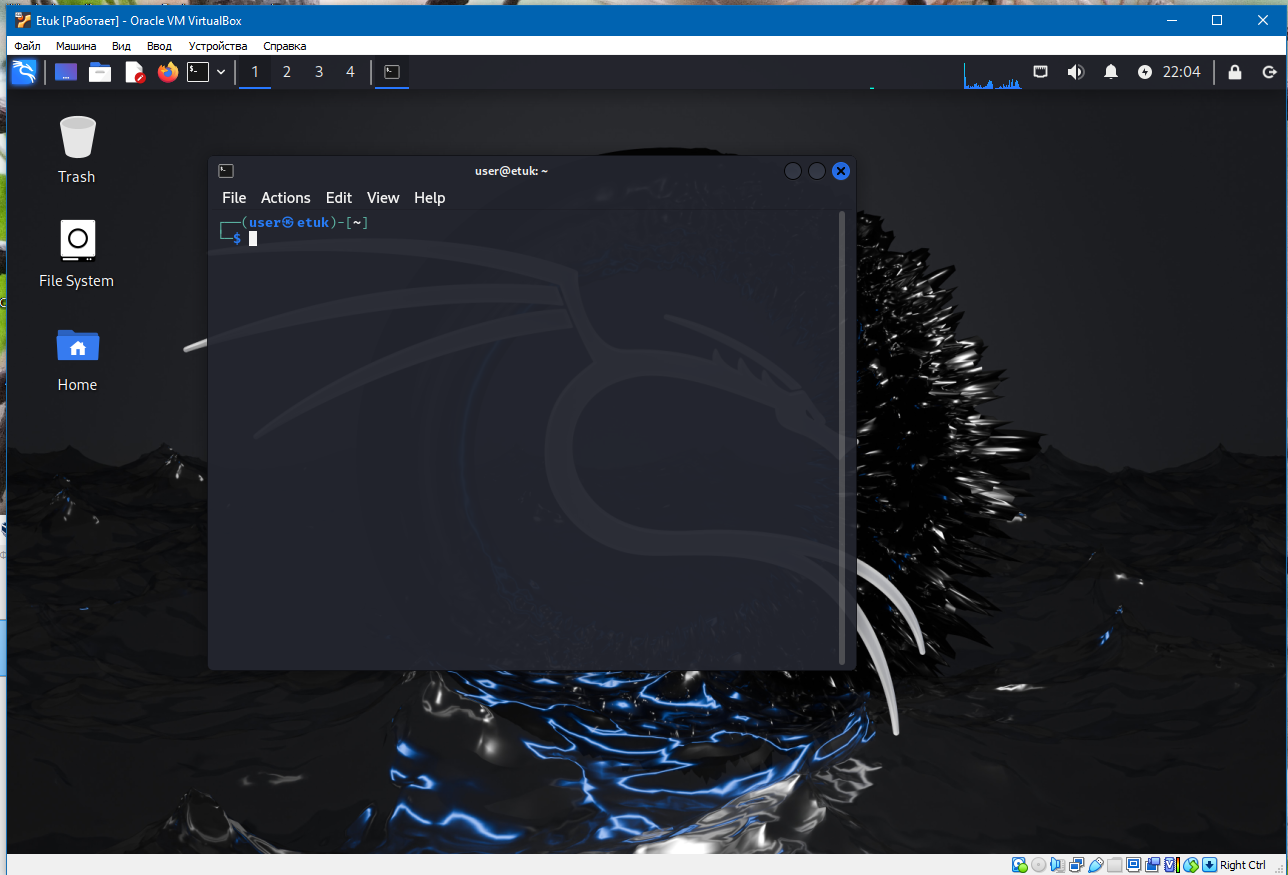 Etuk [Работает] - Oracle VM VirtualBox
Файл Машина Вид Ввод Устройства Справка
1 2 3 4 22:04
Trash
File System
Home
user@etuk: ~
File Actions Edit View Help
┌──(user㉿etuk)-[~]
└─$
Right Ctrl